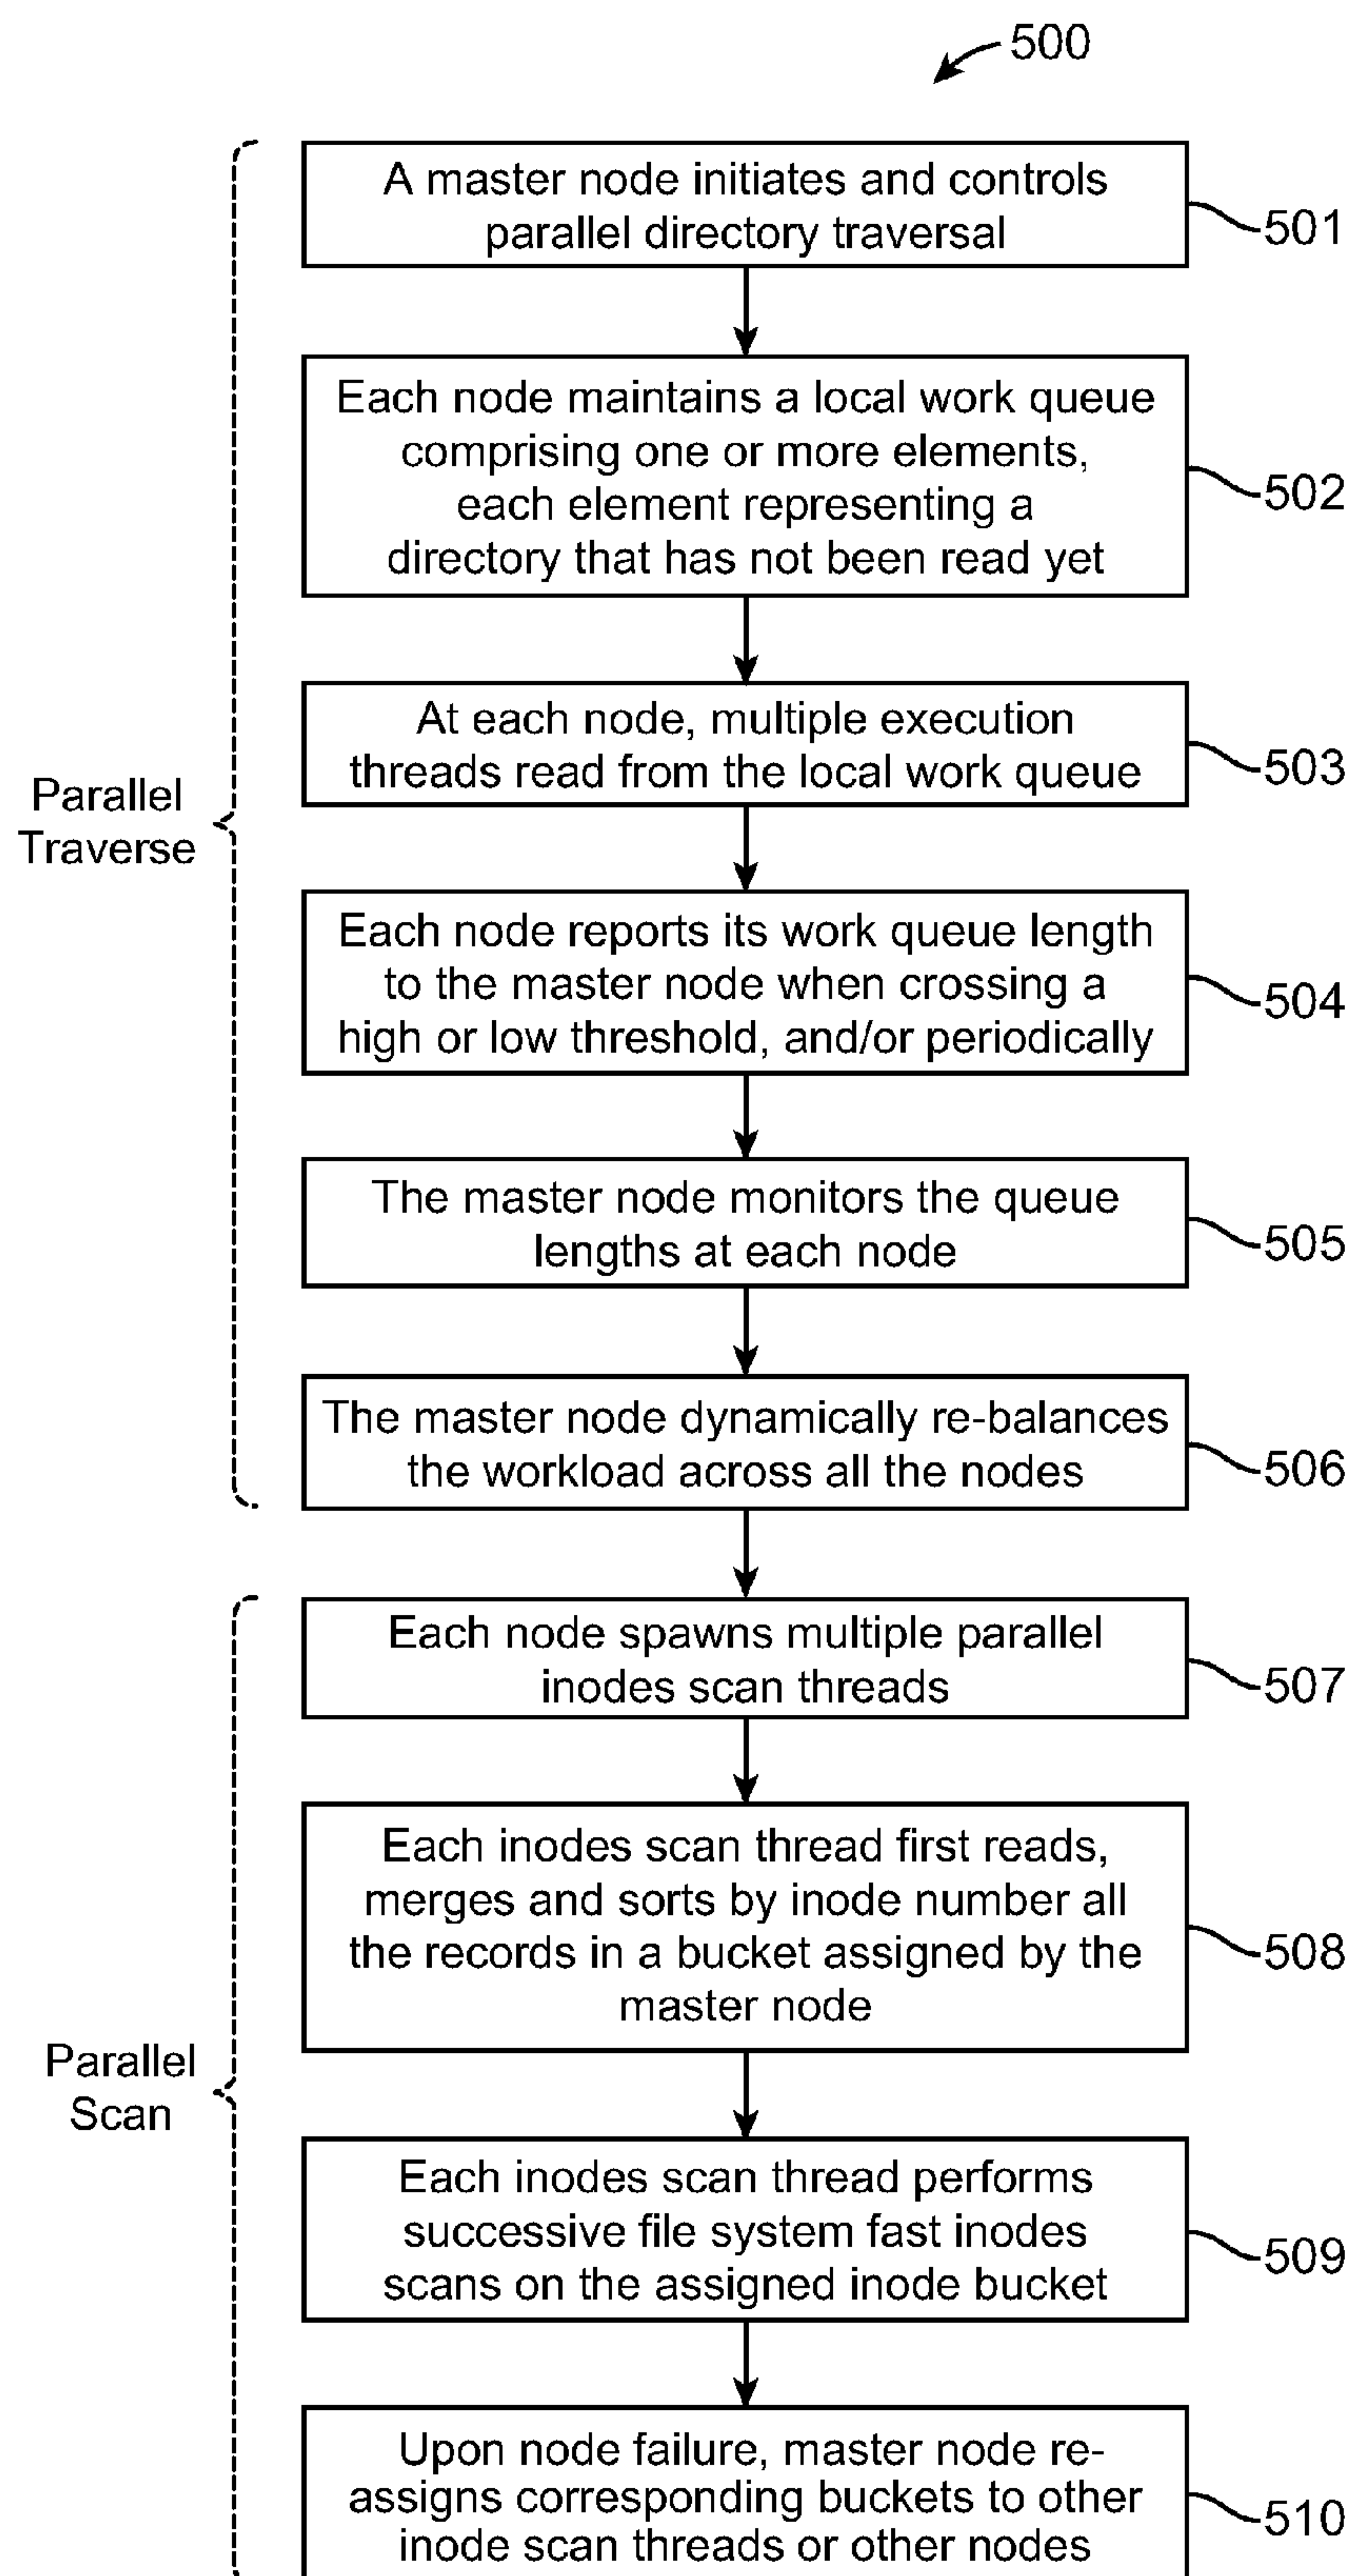 500
A master node initiates and controls
parallel directory traversal
501
Each node maintains a local work queue
comprising one or more elements,
each element representing a
directory that has not been read yet
502
At each node, multiple execution
threads read from the local work queue
503
Parallel
Traverse
Each node reports its work queue length
to the master node when crossing a
high or low threshold, and/or periodically
504
The master node monitors the queue
lengths at each node
505
The master node dynamically re-balances
the workload across all the nodes
506
Each node spawns multiple parallel
inodes scan threads
507
Each inodes scan thread first reads,
merges and sorts by inode number all
the records in a bucket assigned by the
master node
508
Parallel
Scan
Each inodes scan thread performs
successive file system fast inodes
scans on the assigned inode bucket
509
Upon node failure, master node re-
assigns corresponding buckets to other
inode scan threads or other nodes
510